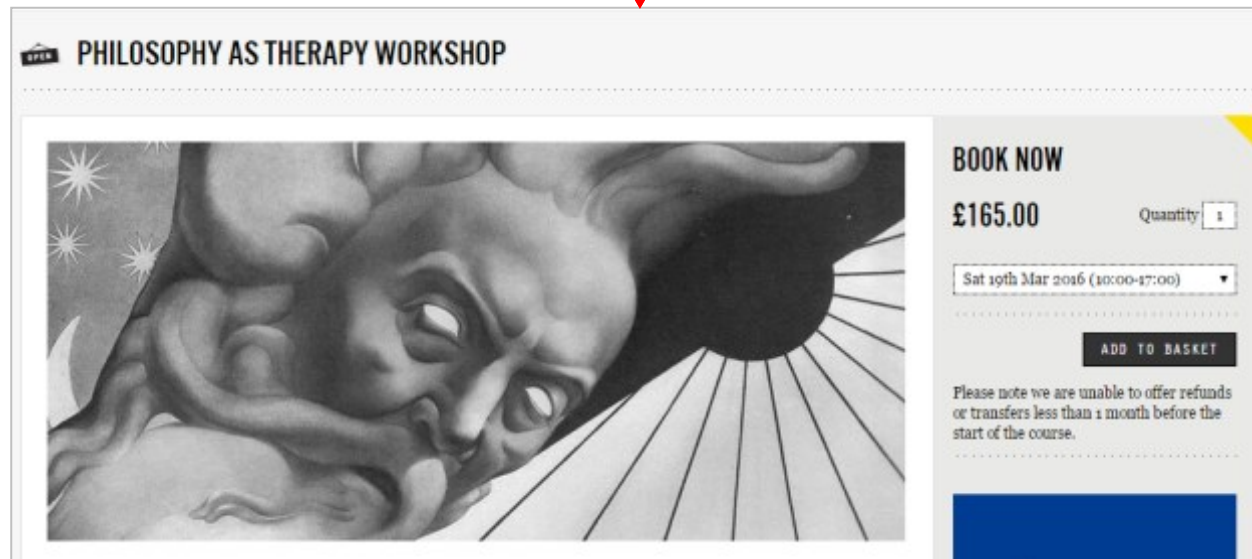 OPEN
PHILOSOPHY AS THERAPY WORKSHOP
BOOK NOW
£165.00
Quantity 1
Sat 19th Mar 2016 (10:00-17:00)
ADD TO BASKET
Please note we are unable to offer refunds
or transfers less than 1 month before the
start of the course.